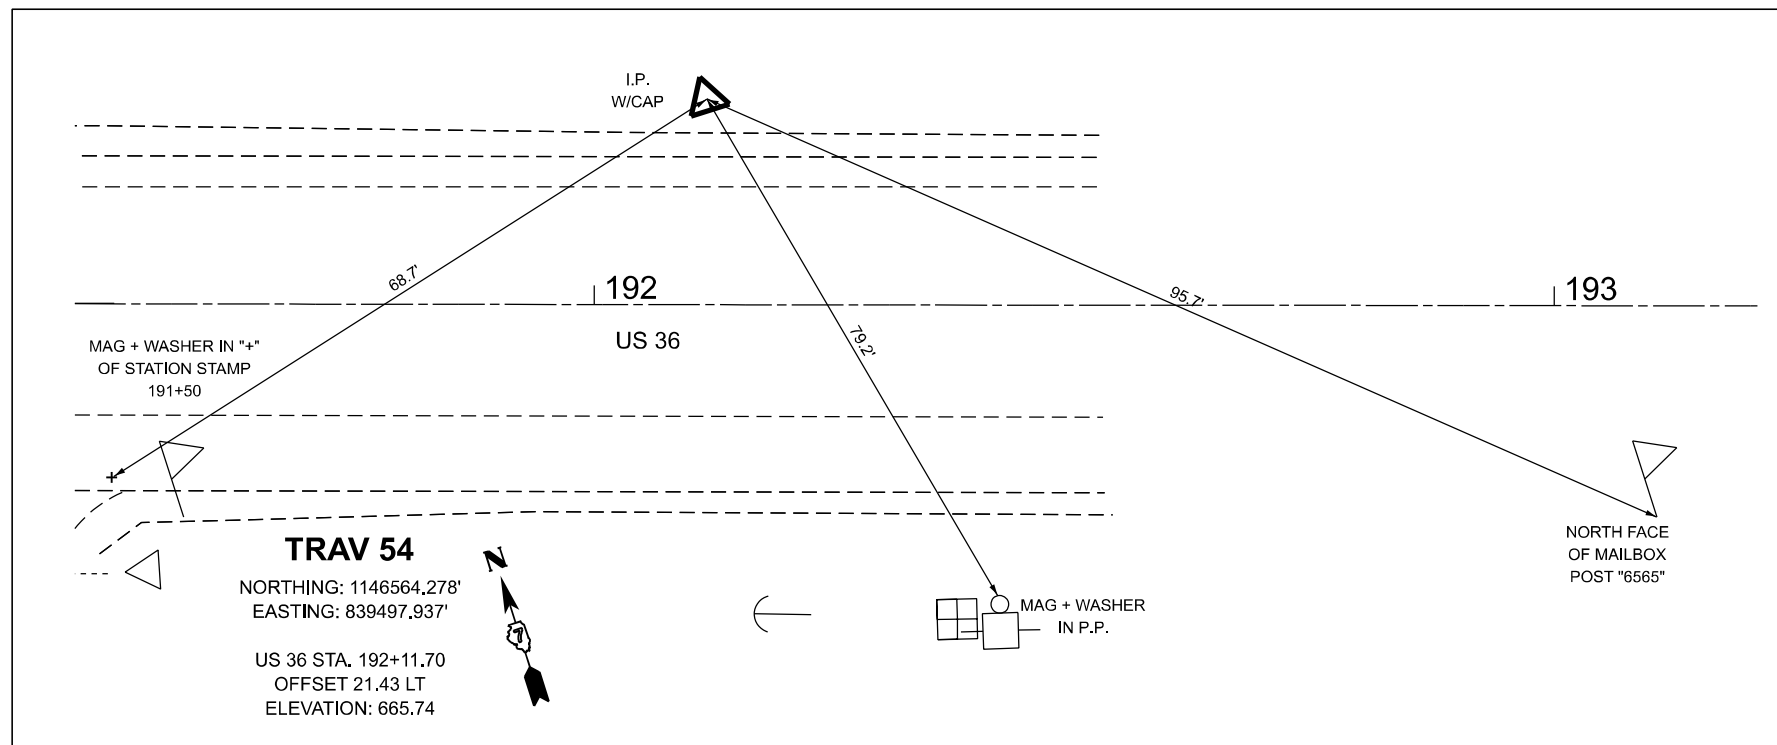 I.P.
W/CAP
68.7'
192
95.7'
193
79.2'
US 36
MAG + WASHER IN "+"
OF STATION STAMP
191+50
TRAV 54
NORTHING: 1146564.278'
EASTING: 839497.937'
US 36 STA. 192+11.70
OFFSET 21.43 LT
ELEVATION: 665.74
N
7
MAG + WASHER
IN P.P.
NORTH FACE
OF MAILBOX
POST "6565"